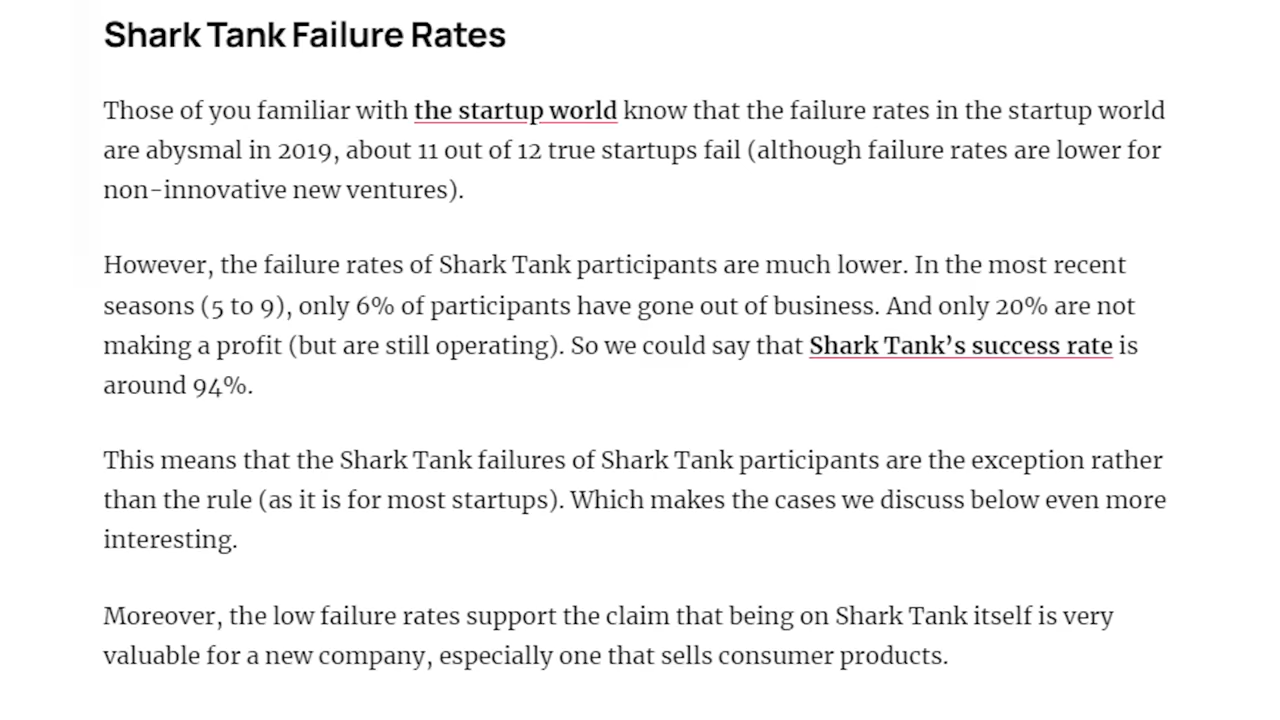 Shark Tank Failure Rates
Those of you familiar with the startup world know that the failure rates in the startup world
are abysmal in 2019, about 11 out of 12 true startups fail (although failure rates are lower for
non-innovative new ventures).
However, the failure rates of Shark Tank participants are much lower. In the most recent
seasons (5 to 9), only 6% of participants have gone out of business. And only 20% are not
making a profit (but are still operating). So we could say that Shark Tank’s success rate is
around 94%.
This means that the Shark Tank failures of Shark Tank participants are the exception rather
than the rule (as it is for most startups). Which makes the cases we discuss below even more
interesting.
Moreover, the low failure rates support the claim that being on Shark Tank itself is very
valuable for a new company, especially one that sells consumer products.